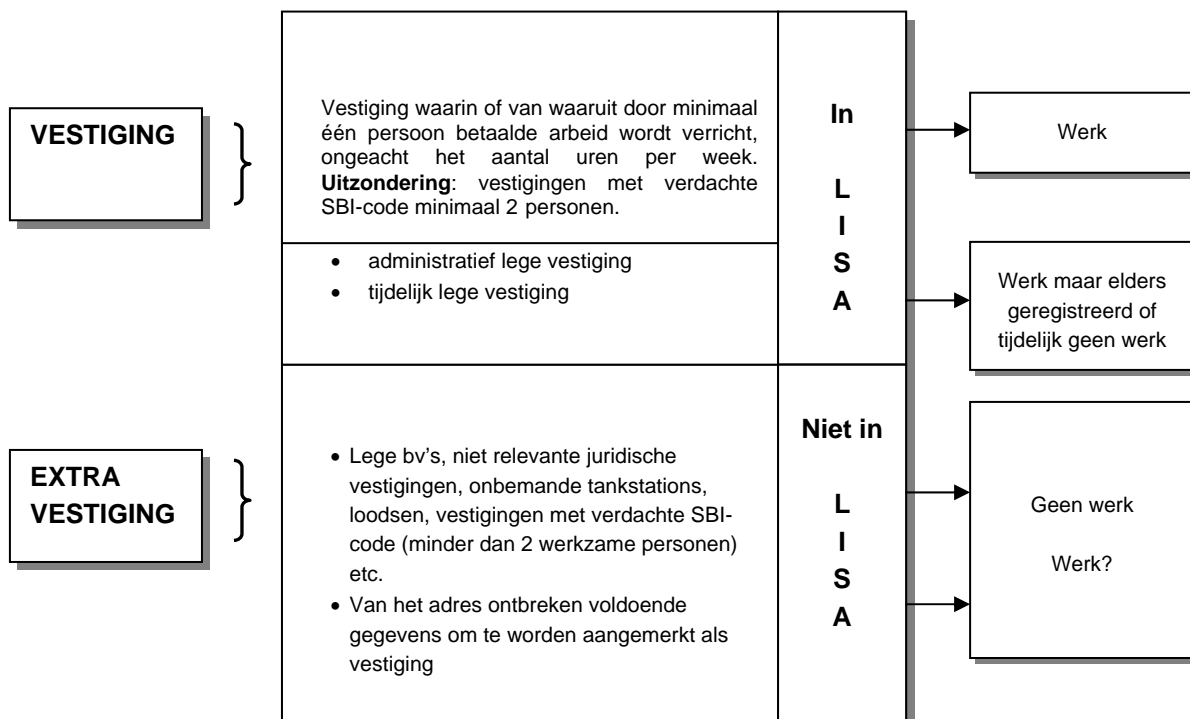 VESTIGING
Vestiging waarin of van waaruit door minimaal
één persoon betaalde arbeid wordt verricht,
ongeacht het aantal uren per week.
Uitzondering: vestigingen met verdachte
SBI-code minimaal 2 personen.
• administratief lege vestiging
• tijdelijk lege vestiging
In
L
I
S
A
Werk
Werk maar elders
geregistreerd of
tijdelijk geen werk
EXTRA
VESTIGING
• Lege bv’s, niet relevante juridische
vestigingen, onbemande tankstations,
loodsen, vestigingen met verdachte SBI-
code (minder dan 2 werkzame personen)
etc.
• Van het adres ontbreken voldoende
gegevens om te worden aangemerkt als
vestiging
Niet in
L
I
S
A
Geen werk
Werk?